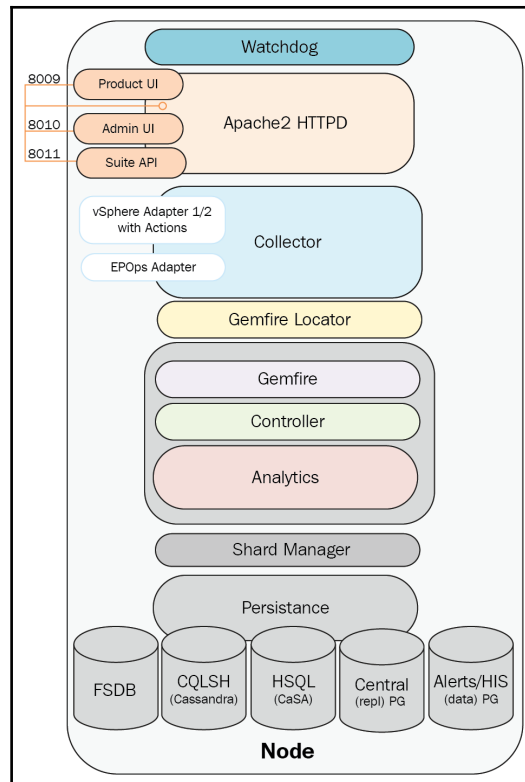 Watchdog
8009
Product UI
Apache2 HTTPD
8010
Admin UI
8011
Suite API
vSphere Adapter 1/2
with Actions
Collector
EPOps Adapter
Gemfire Locator
Gemfire
Controller
Analytics
Shard Manager
Persistance
FSDB
CQLSH
(Cassandra)
HSQL
(CaSA)
Central
(repl) PG
Alerts/HIS
(data) PG
Node